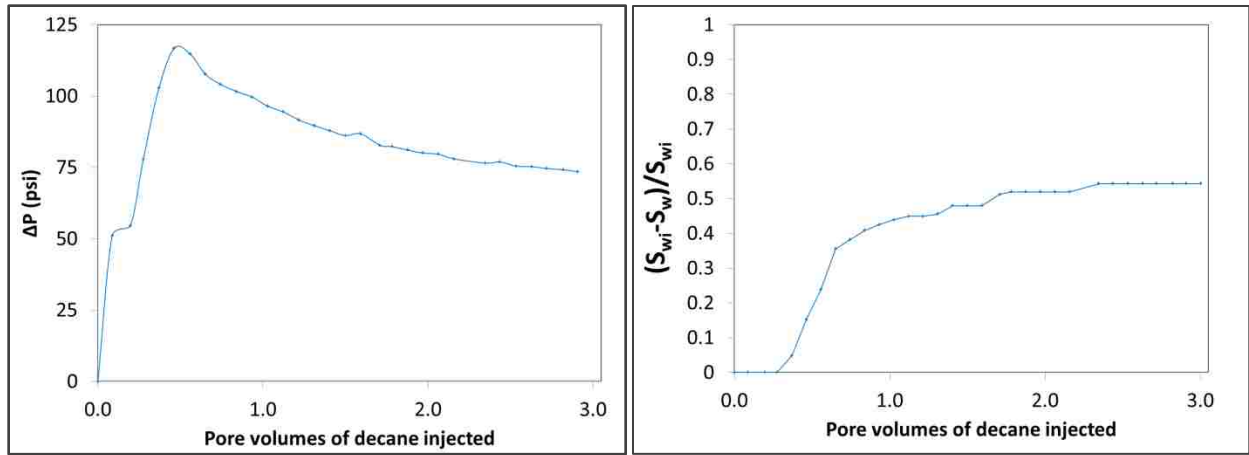 125
100
75
50
25
0
ΔP (psi)
0.0 1.0 2.0 3.0
Pore volumes of decane injected
1
0.9
0.8
0.7
0.6
0.5
0.4
0.3
0.2
0.1
0
(Swi-Sw)/Swi
0.0 1.0 2.0 3.0
Pore volumes of decane injected